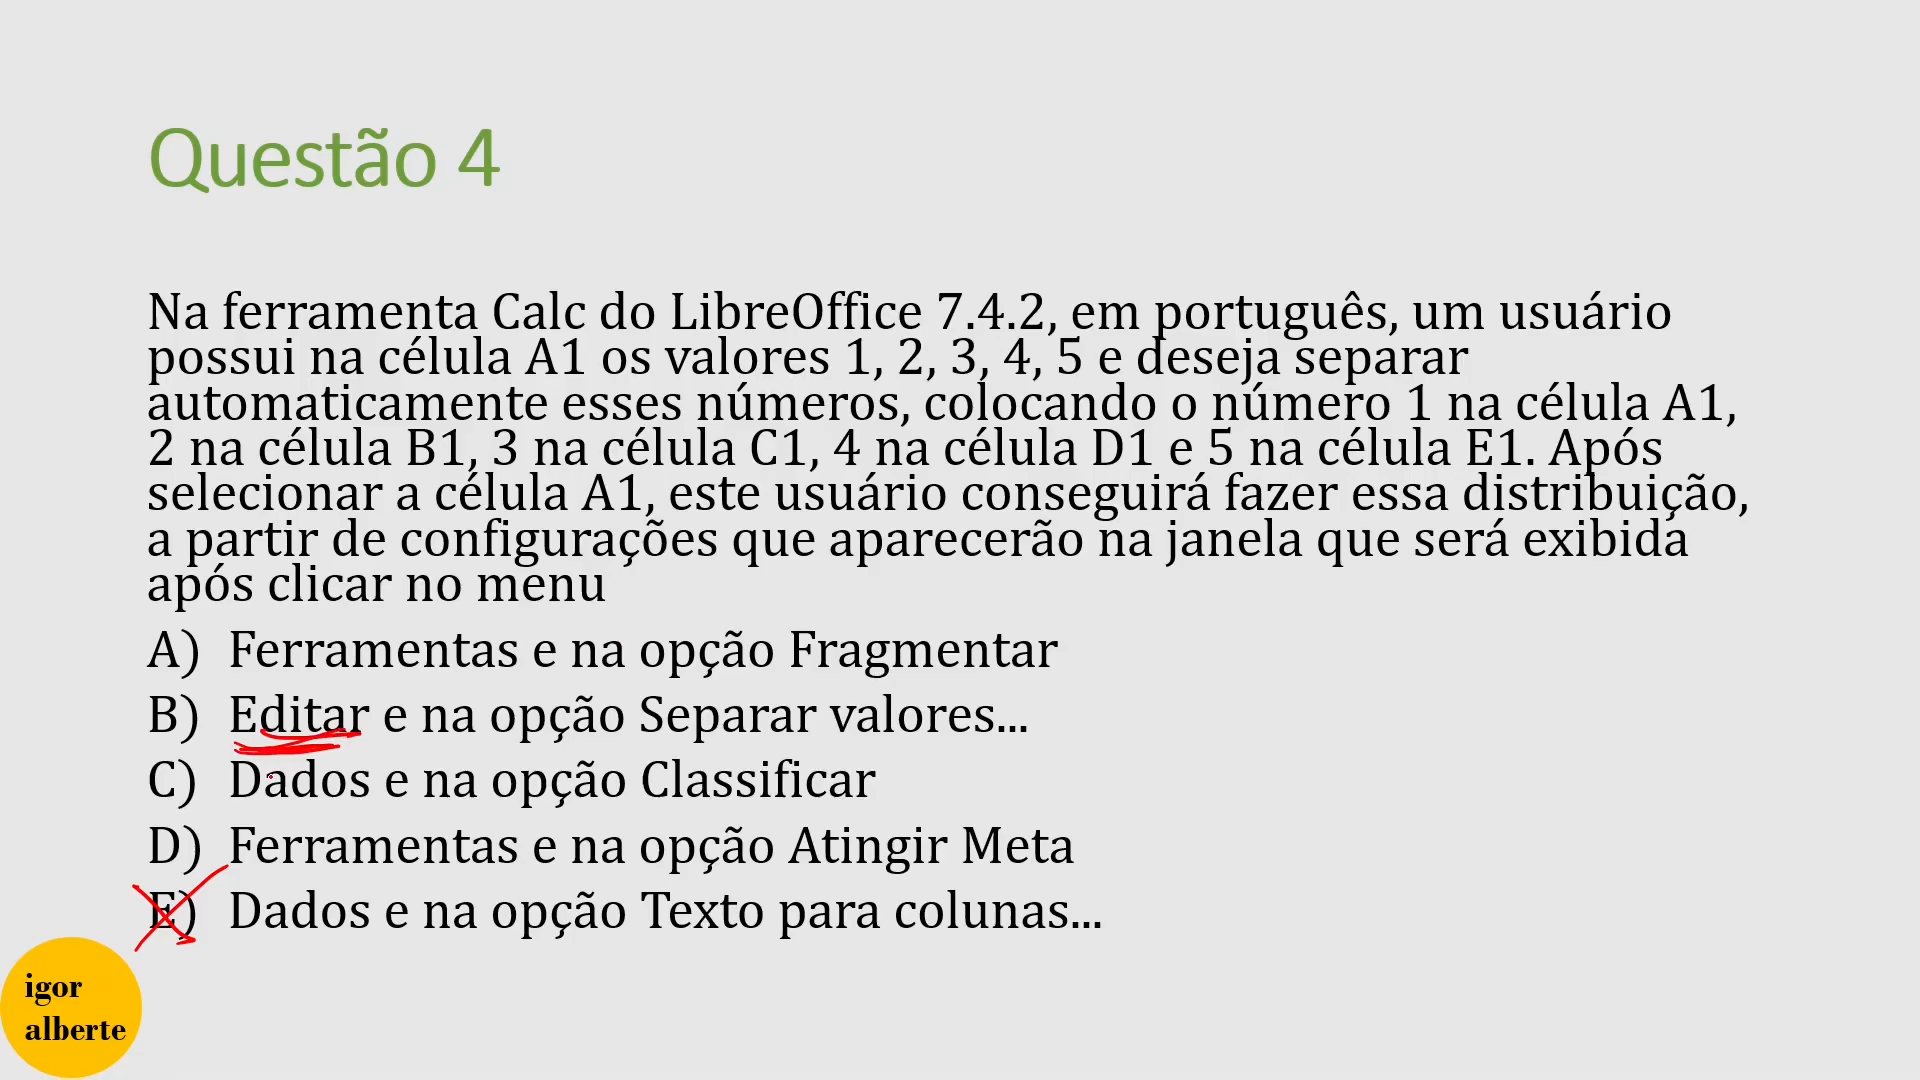 Questão 4
Na ferramenta Calc do LibreOffice 7.4.2, em português, um usuário
possui na célula A1 os valores 1, 2, 3, 4, 5 e deseja separar
automaticamente esses números, colocando o número 1 na célula A1,
2 na célula B1, 3 na célula C1, 4 na célula D1 e 5 na célula E1. Após
selecionar a célula A1, este usuário conseguirá fazer essa distribuição,
a partir de configurações que aparecerão na janela que será exibida
após clicar no menu
A) Ferramentas e na opção Fragmentar
B) Editar e na opção Separar valores...
C) Dados e na opção Classificar
D) Ferramentas e na opção Atingir Meta
E) Dados e na opção Texto para colunas...
igor
alberte